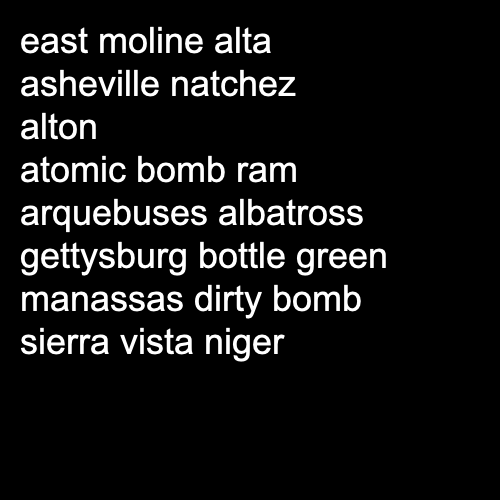 east moline alta
asheville natchez
alton
atomic bomb ram
arquebuses albatross
gettysburg bottle green
manassas dirty bomb
sierra vista niger